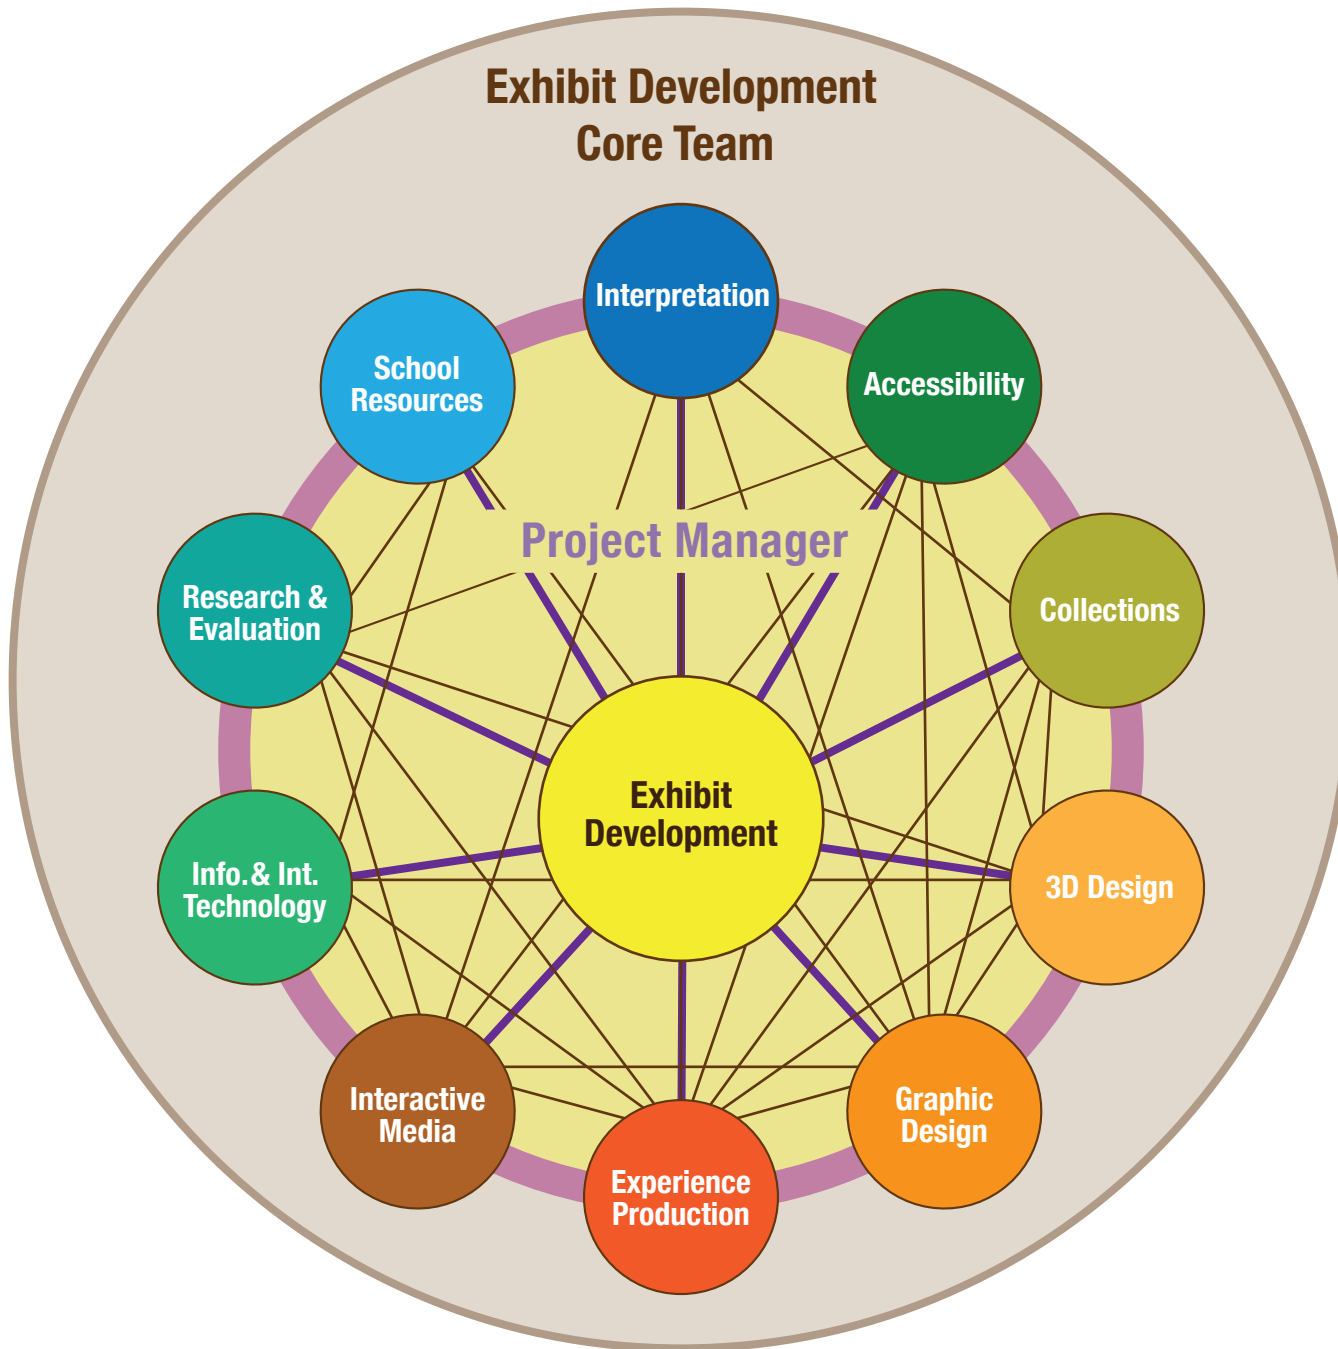 Exhibit Development
Core Team
Interpretation
School
Resources
Accessibility
Project Manager
Research &
Evaluation
Collections
Exhibit
Development
Info. & Int.
Technology
3D Design
Interactive
Media
Graphic
Design
Experience
Production